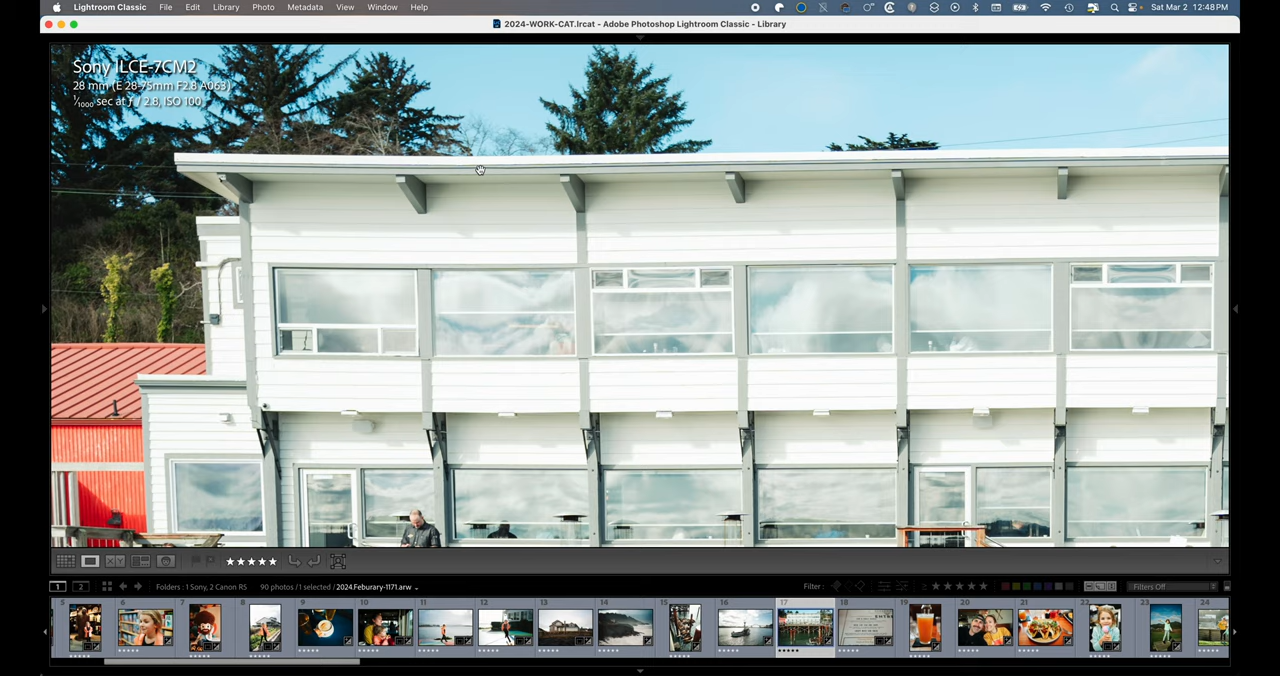 Lightroom Classic File Edit Library Photo Metadata View Window Help Sat Mar 2 12:48 PM
2024-WORK-CAT.lrcat - Adobe Photoshop Lightroom Classic - Library
Sony ILCE-7CM2
28 mm (E 28-75mm F2.8 A063)
1/1000 sec at ƒ / 2.8, ISO 100
1 2 Folders : 1 Sony, 2 Canon RS 90 photos / 1 selected / 2024.Feburary-1171.arw Filter : Filters Off
5 6 7 8 9 10 11 12 13 14 15 16 17 18 19 20 21 22 23 24